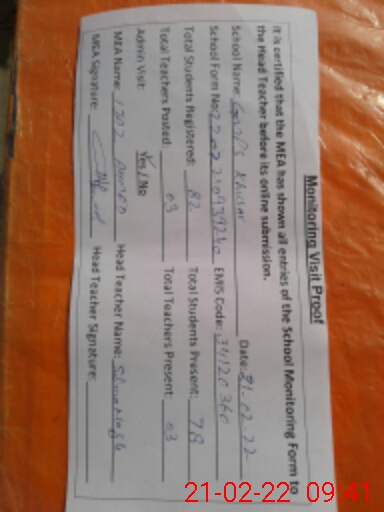 Monitoring Visit Proof
It is certified that the MEA has shown all entries of the School Monitoring Form to
the Head Teacher before its online submission.
School Name: Date: 21-02-22
School Form No: EMIS Code: 31120360
Total Students Registered: 82 Total Students Present: 78
Total Teachers Posted: 03 Total Teachers Present: 03
Admin Visit: Yes / No
MEA Name: Head Teacher Name:
MEA Signature: Head Teacher Signature:
21-02-22 09:41